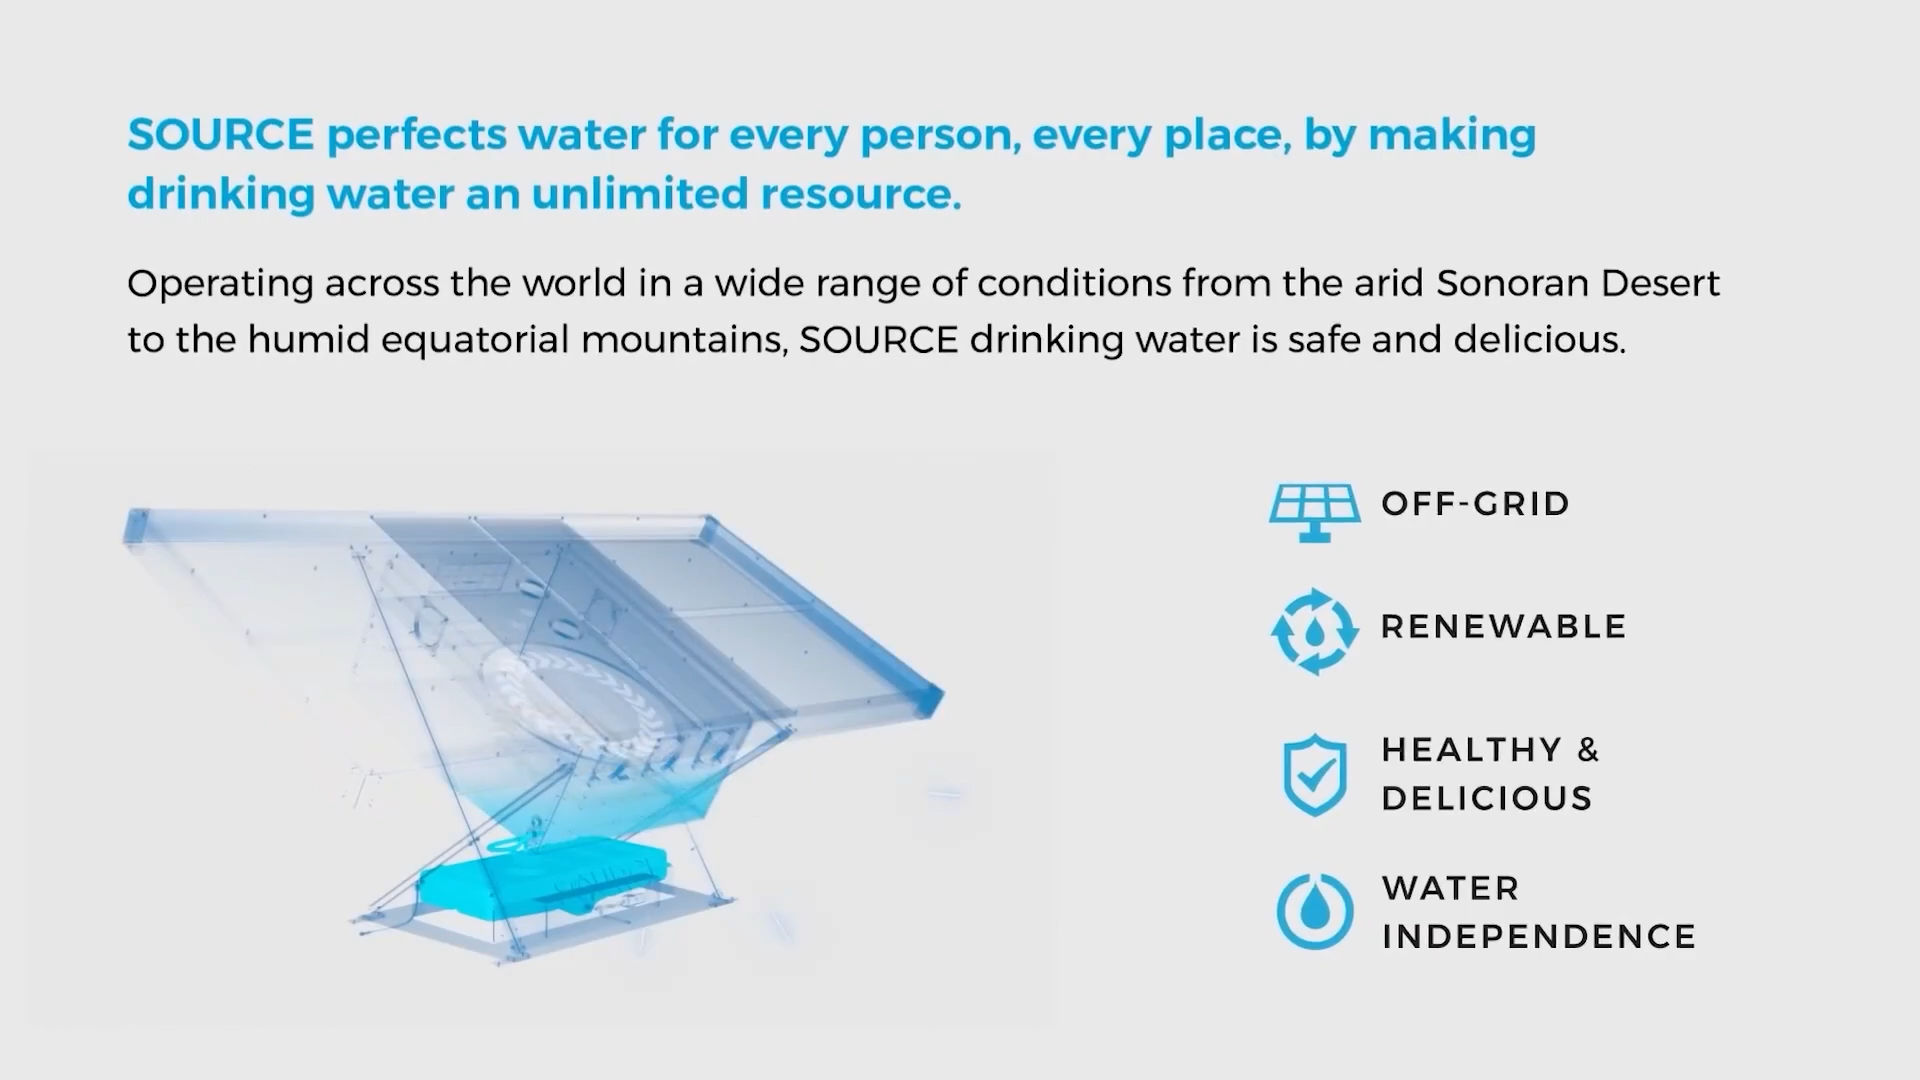 SOURCE perfects water for every person, every place, by making
drinking water an unlimited resource.
Operating across the world in a wide range of conditions from the arid Sonoran Desert
to the humid equatorial mountains, SOURCE drinking water is safe and delicious.
OFF-GRID
RENEWABLE
HEALTHY &
DELICIOUS
WATER
INDEPENDENCE